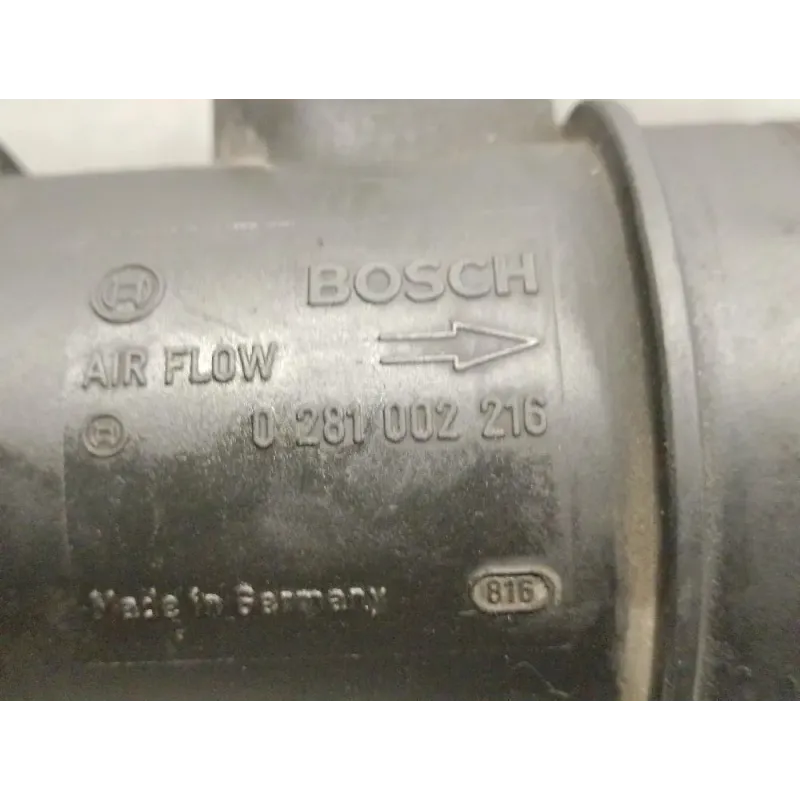 BOSCH
AIR FLOW
0 281 002 216
Made in Germany
816